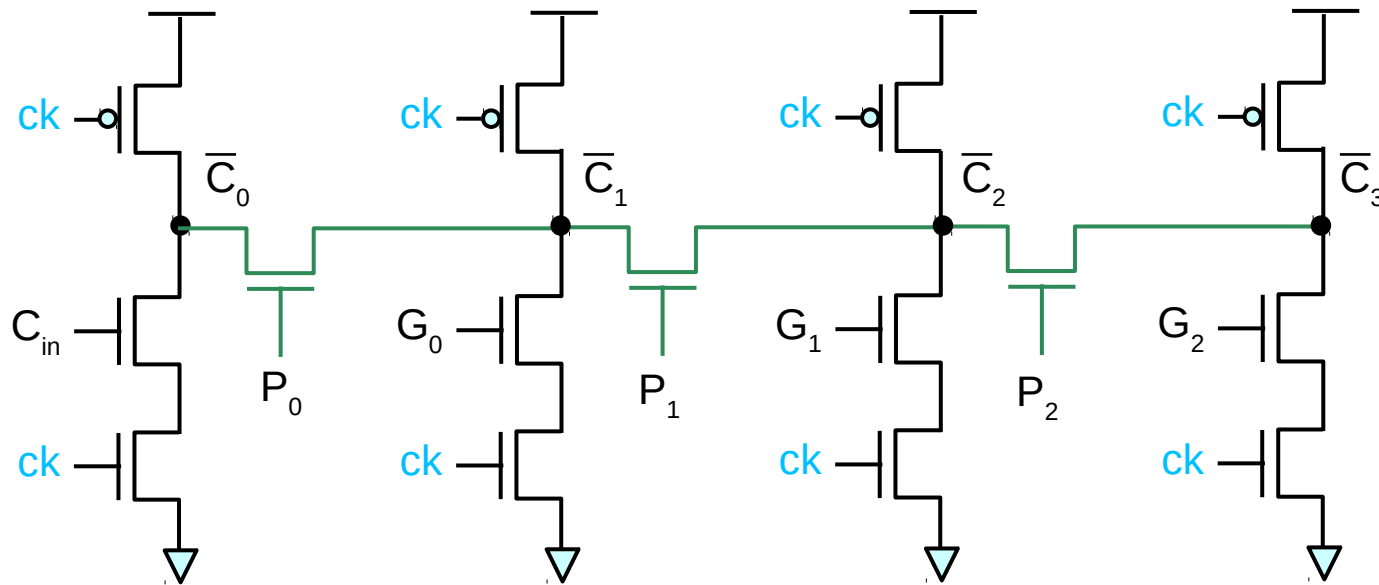 ck ck ck ck
C̅₀ C̅₁ C̅₂ C̅₃
Cᵢₙ G₀ G₁ G₂
P₀ P₁ P₂
ck ck ck ck